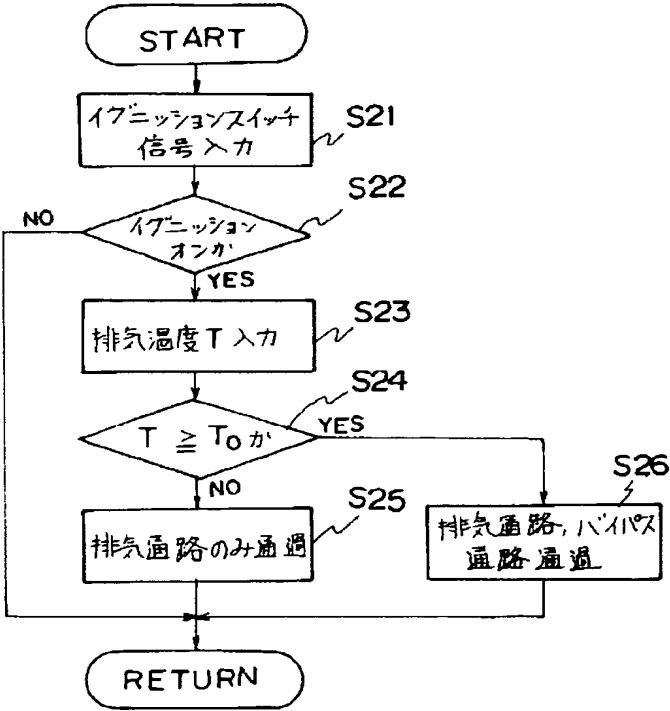 START
イグニッションスイッチ
信号入力
S21
S22
NO
イグニッション
オンか
YES
S23
排気温度T入力
S24
T ≧ T0か
YES
NO
S25
S26
排気通路のみ通過
排気通路,バイパス
通路通過
RETURN